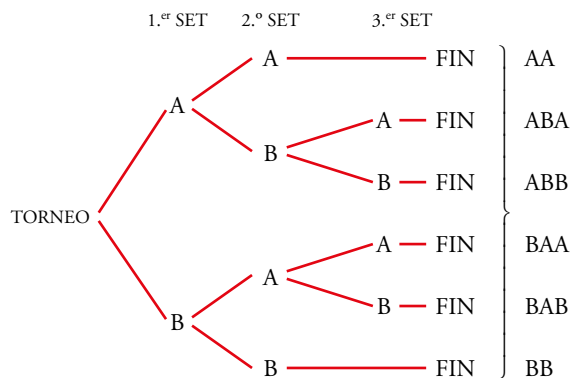 1.er SET 2.º SET 3.er SET
A FIN AA
A A FIN ABA
B
B FIN ABB
TORNEO
A FIN BAA
A
B FIN BAB
B
B FIN BB